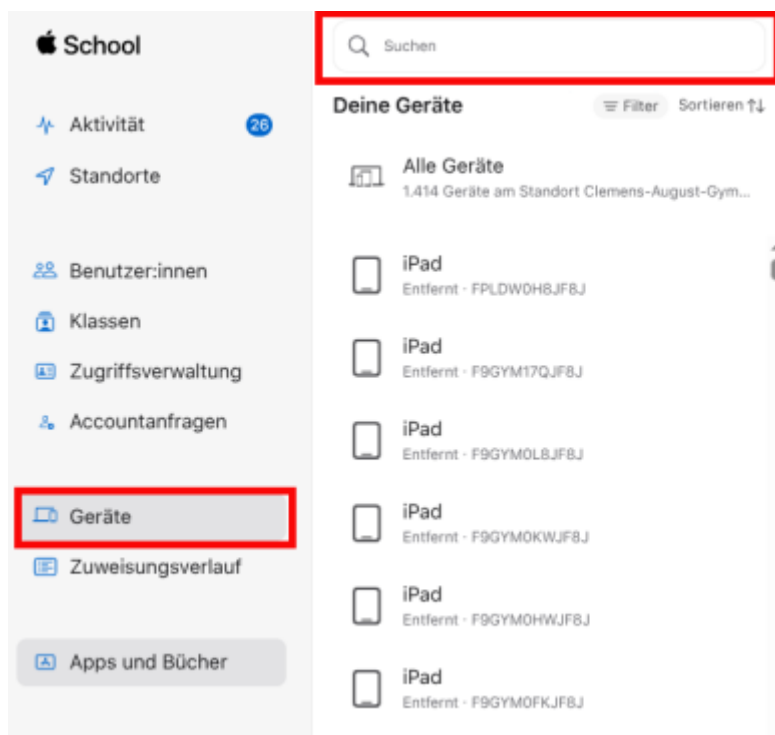 School
Aktivität
26
Standorte
Benutzer:innen
Klassen
Zugriffsverwaltung
Accountanfragen
Geräte
Zuweisungsverlauf
Apps und Bücher
Suchen
Deine Geräte
Filter
Sortieren ↑↓
Alle Geräte
1.414 Geräte am Standort Clemens-August-Gym...
iPad
Entfernt · FPLDW0H8JF8J
iPad
Entfernt · F9GYM17QJF8J
iPad
Entfernt · F9GYM0L8JF8J
iPad
Entfernt · F9GYM0KWJF8J
iPad
Entfernt · F9GYM0HWJF8J
iPad
Entfernt · F9GYM0FKJF8J